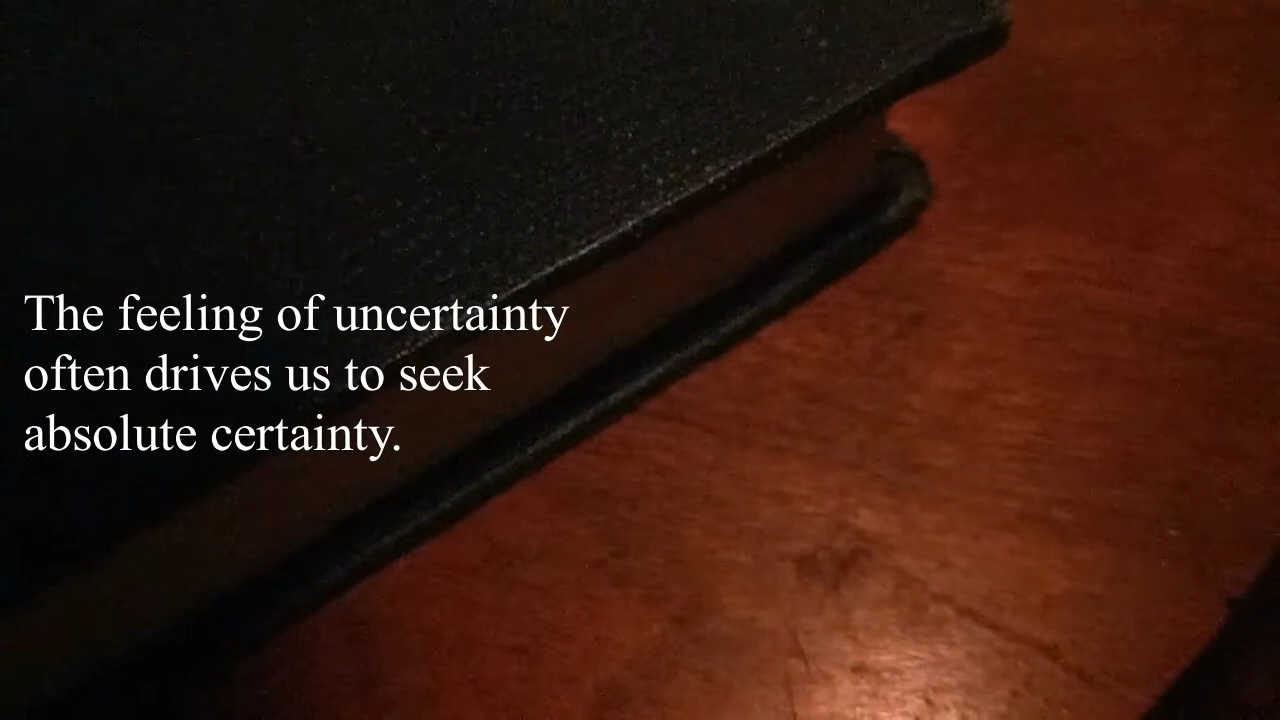 The feeling of uncertainty
often drives us to seek
absolute certainty.